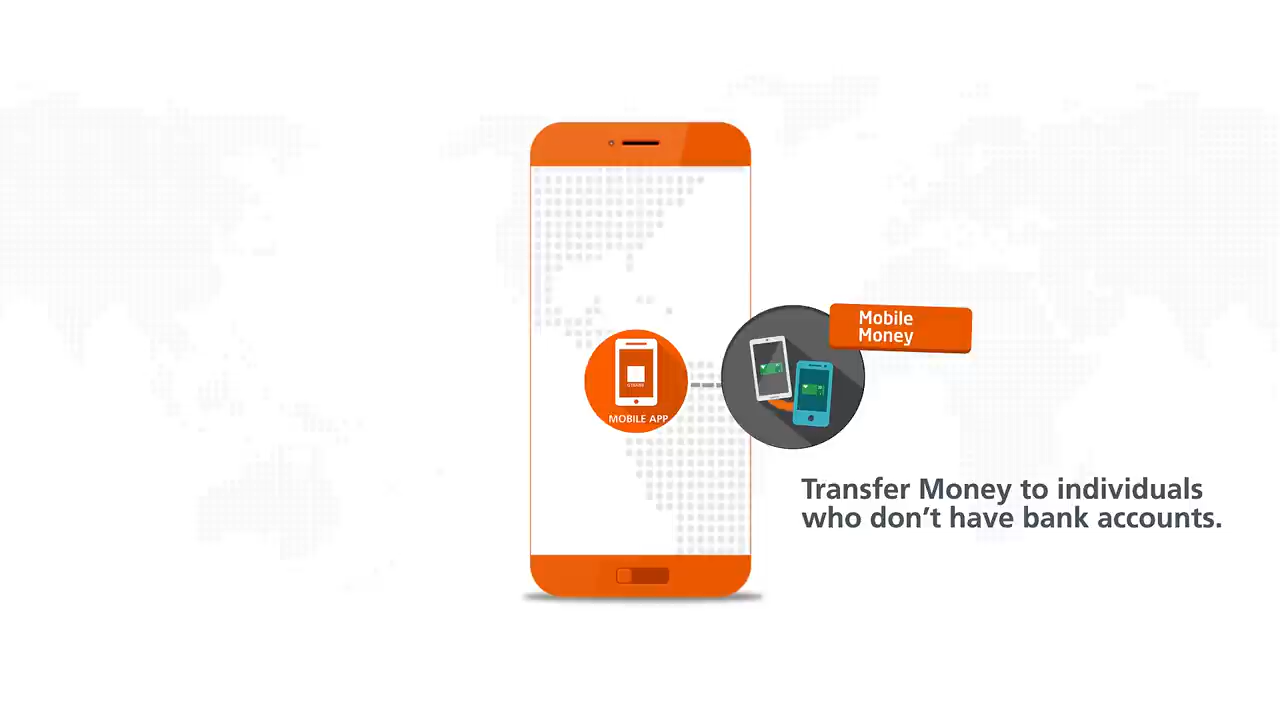 Mobile
Money
MOBILE APP
Transfer Money to individuals
who don't have bank accounts.